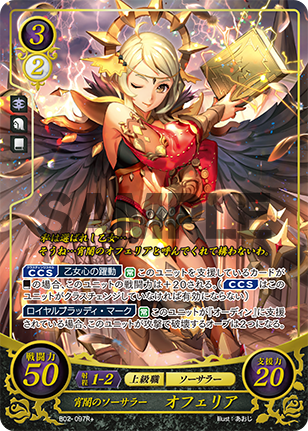 3
2
SAMPLE
私は選ばれし乙女…
そうね…宵闇のオフェリアと呼んでくれて構わないわ。
CCS 乙女心の躍動 常 このユニットを支援しているカードが
の場合、このユニットの戦闘力は+20される。(CCSはこの
ユニットがクラスチェンジしていなければ有効にならない)
ロイヤルブラッディ・マーク 常 このユニットが『オーディン』に支援
されている場合、このユニットが攻撃で破壊するオーブは2つになる。
戦闘力 50
射程 1-2
上級職 ソーサラー
支援力 20
宵闇のソーサラー オフェリア
B02-097R+
Illust：あおじ